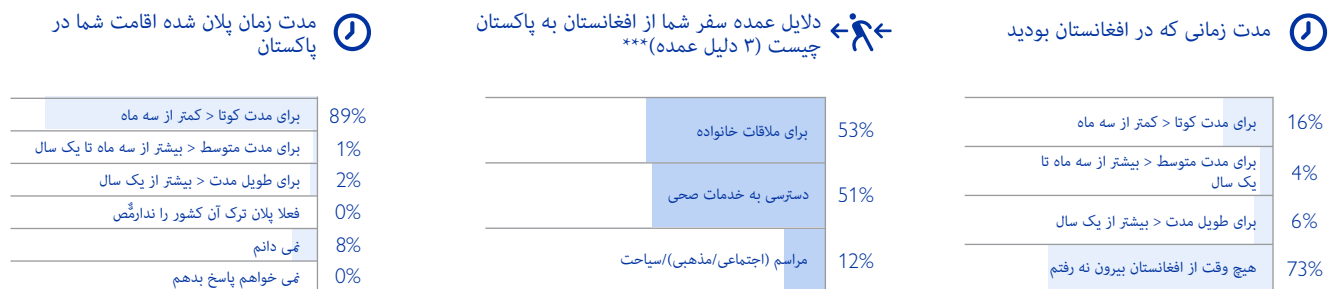 مدت زمانی که در افغانستان بودید
16% برای مدت کوتا < کمتر از سه ماه
4% برای مدت متوسط < بیشتر از سه ماه تا
یک سال
6% برای طویل مدت < بیشتر از یک سال
73% هیچ وقت از افغانستان بیرون نه رفتم
دلایل عمده سفر شما از افغانستان به پاکستان
چیست (۳ دلیل عمده)***
53% برای ملاقات خانواده
51% دسترسی به خدمات صحی
12% مراسم (اجتماعی/مذهبی)/سیاحت
مدت زمان پلان شده اقامت شما در
پاکستان
89% برای مدت کوتا < کمتر از سه ماه
1% برای مدت متوسط < بیشتر از سه ماه تا یک سال
2% برای طویل مدت < بیشتر از یک سال
0% فعلا پلان ترک آن کشور را
8% نمی دانم
0% نمی خواهم پاسخ بدهم